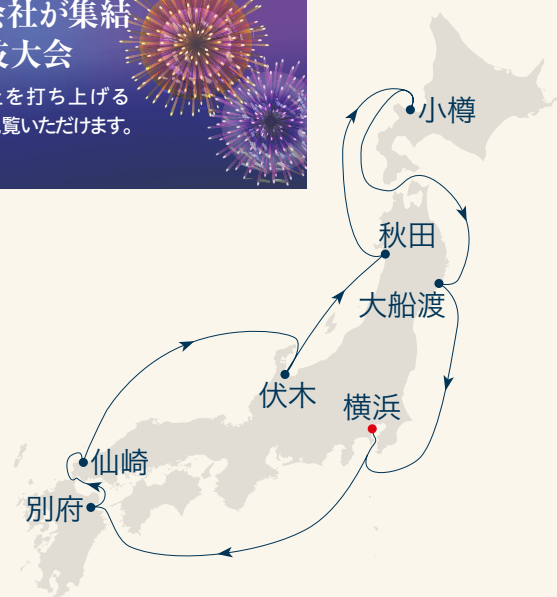 社が集結
大会
を打ち上げる
覧いただけます。
小樽
秋田
大船渡
伏木
横浜
仙崎
別府